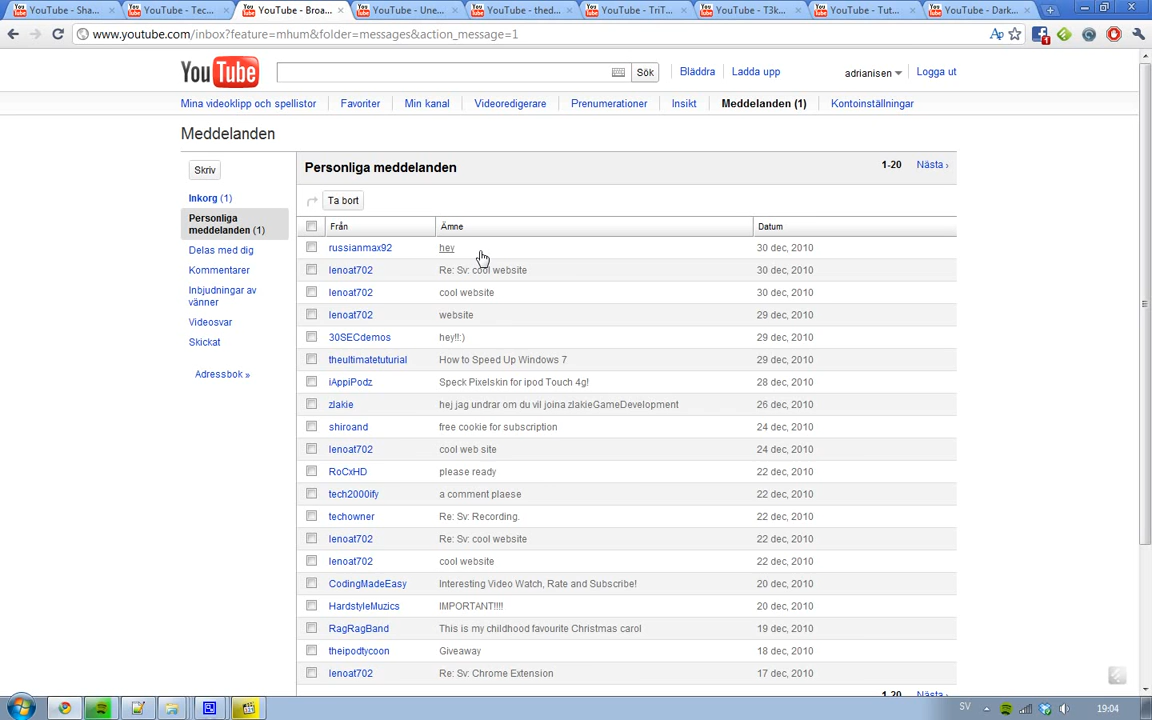 YouTube - Sha...
YouTube - Tec...
YouTube - Broa...
YouTube - Une...
YouTube - thed...
YouTube - TriT...
YouTube - T3k...
YouTube - Tut...
YouTube - Dark...
www.youtube.com/inbox?feature=mhum&folder=messages&action_message=1
YouTube
Sök
Bläddra
Ladda upp
adrianisen
Logga ut
Mina videoklipp och spellistor
Favoriter
Min kanal
Videoredigerare
Prenumerationer
Insikt
Meddelanden (1)
Kontoinställningar
Meddelanden
Skriv
Inkorg (1)
Personliga
meddelanden (1)
Delas med dig
Kommentarer
Inbjudningar av
vänner
Videosvar
Skickat
Adressbok »
Personliga meddelanden
1-20
Nästa ›
Ta bort
Från Ämne Datum
russianmax92 hey 30 dec, 2010
lenoat702 Re: Sv: cool website 30 dec, 2010
lenoat702 cool website 30 dec, 2010
lenoat702 website 29 dec, 2010
30SECdemos hey!!:) 29 dec, 2010
theultimatetuturial How to Speed Up Windows 7 29 dec, 2010
iAppiPodz Speck Pixelskin for ipod Touch 4g! 28 dec, 2010
zlakie hej jag undrar om du vil joina zlakieGameDevelopment 26 dec, 2010
shiroand free cookie for subscription 24 dec, 2010
lenoat702 cool web site 24 dec, 2010
RoCxHD please ready 22 dec, 2010
tech2000ify a comment plaese 22 dec, 2010
techowner Re: Sv: Recording. 22 dec, 2010
lenoat702 Re: Sv: cool website 22 dec, 2010
lenoat702 cool website 22 dec, 2010
CodingMadeEasy Interesting Video Watch, Rate and Subscribe! 20 dec, 2010
HardstyleMuzics IMPORTANT!!!! 20 dec, 2010
RagRagBand This is my childhood favourite Christmas carol 19 dec, 2010
theipodtycoon Giveaway 18 dec, 2010
lenoat702 Re: Sv: Chrome Extension 17 dec, 2010
1-20 Nästa ›
SV
19:04